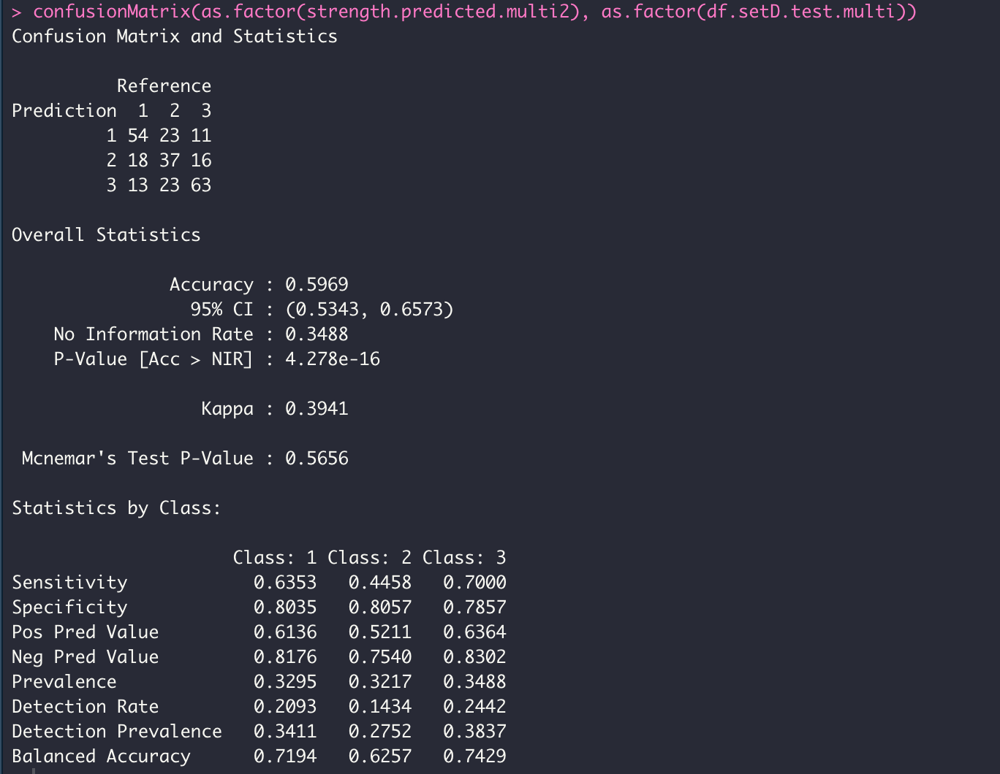 > confusionMatrix(as.factor(strength.predicted.multi2), as.factor(df.setD.test.multi))
Confusion Matrix and Statistics

          Reference
Prediction  1  2  3
         1 54 23 11
         2 18 37 16
         3 13 23 63

Overall Statistics

               Accuracy : 0.5969
                 95% CI : (0.5343, 0.6573)
    No Information Rate : 0.3488
    P-Value [Acc > NIR] : 4.278e-16

                  Kappa : 0.3941

 Mcnemar's Test P-Value : 0.5656

Statistics by Class:

                     Class: 1 Class: 2 Class: 3
Sensitivity            0.6353   0.4458   0.7000
Specificity            0.8035   0.8057   0.7857
Pos Pred Value         0.6136   0.5211   0.6364
Neg Pred Value         0.8176   0.7540   0.8302
Prevalence             0.3295   0.3217   0.3488
Detection Rate         0.2093   0.1434   0.2442
Detection Prevalence   0.3411   0.2752   0.3837
Balanced Accuracy      0.7194   0.6257   0.7429